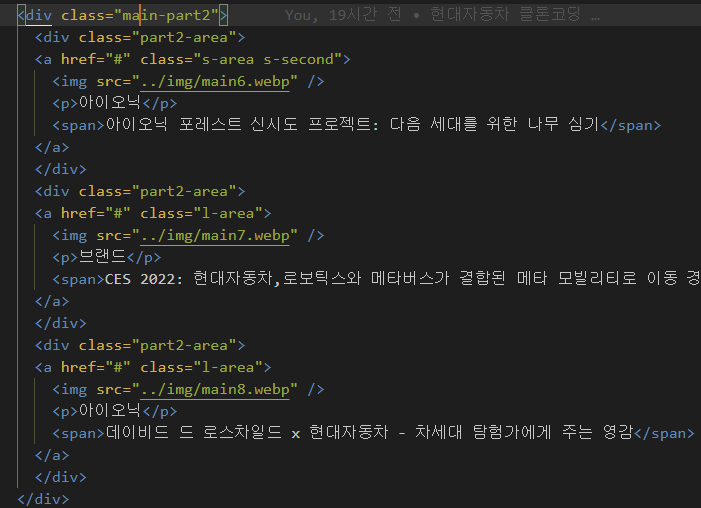 <div class="main-part2"> You, 19시간 전 • 현대자동차 클론코딩 …
<div class="part2-area">
<a href="#" class="s-area s-second">
<img src="../img/main6.webp" />
<p>아이오닉</p>
<span>아이오닉 포레스트 신시도 프로젝트: 다음 세대를 위한 나무 심기</span>
</a>
</div>
<div class="part2-area">
<a href="#" class="l-area">
<img src="../img/main7.webp" />
<p>브랜드</p>
<span>CES 2022: 현대자동차,로보틱스와 메타버스가 결합된 메타 모빌리티로 이동 경
</a>
</div>
<div class="part2-area">
<a href="#" class="l-area">
<img src="../img/main8.webp" />
<p>아이오닉</p>
<span>데이비드 드 로스차일드 x 현대자동차 - 차세대 탐험가에게 주는 영감</span>
</a>
</div>
</div>